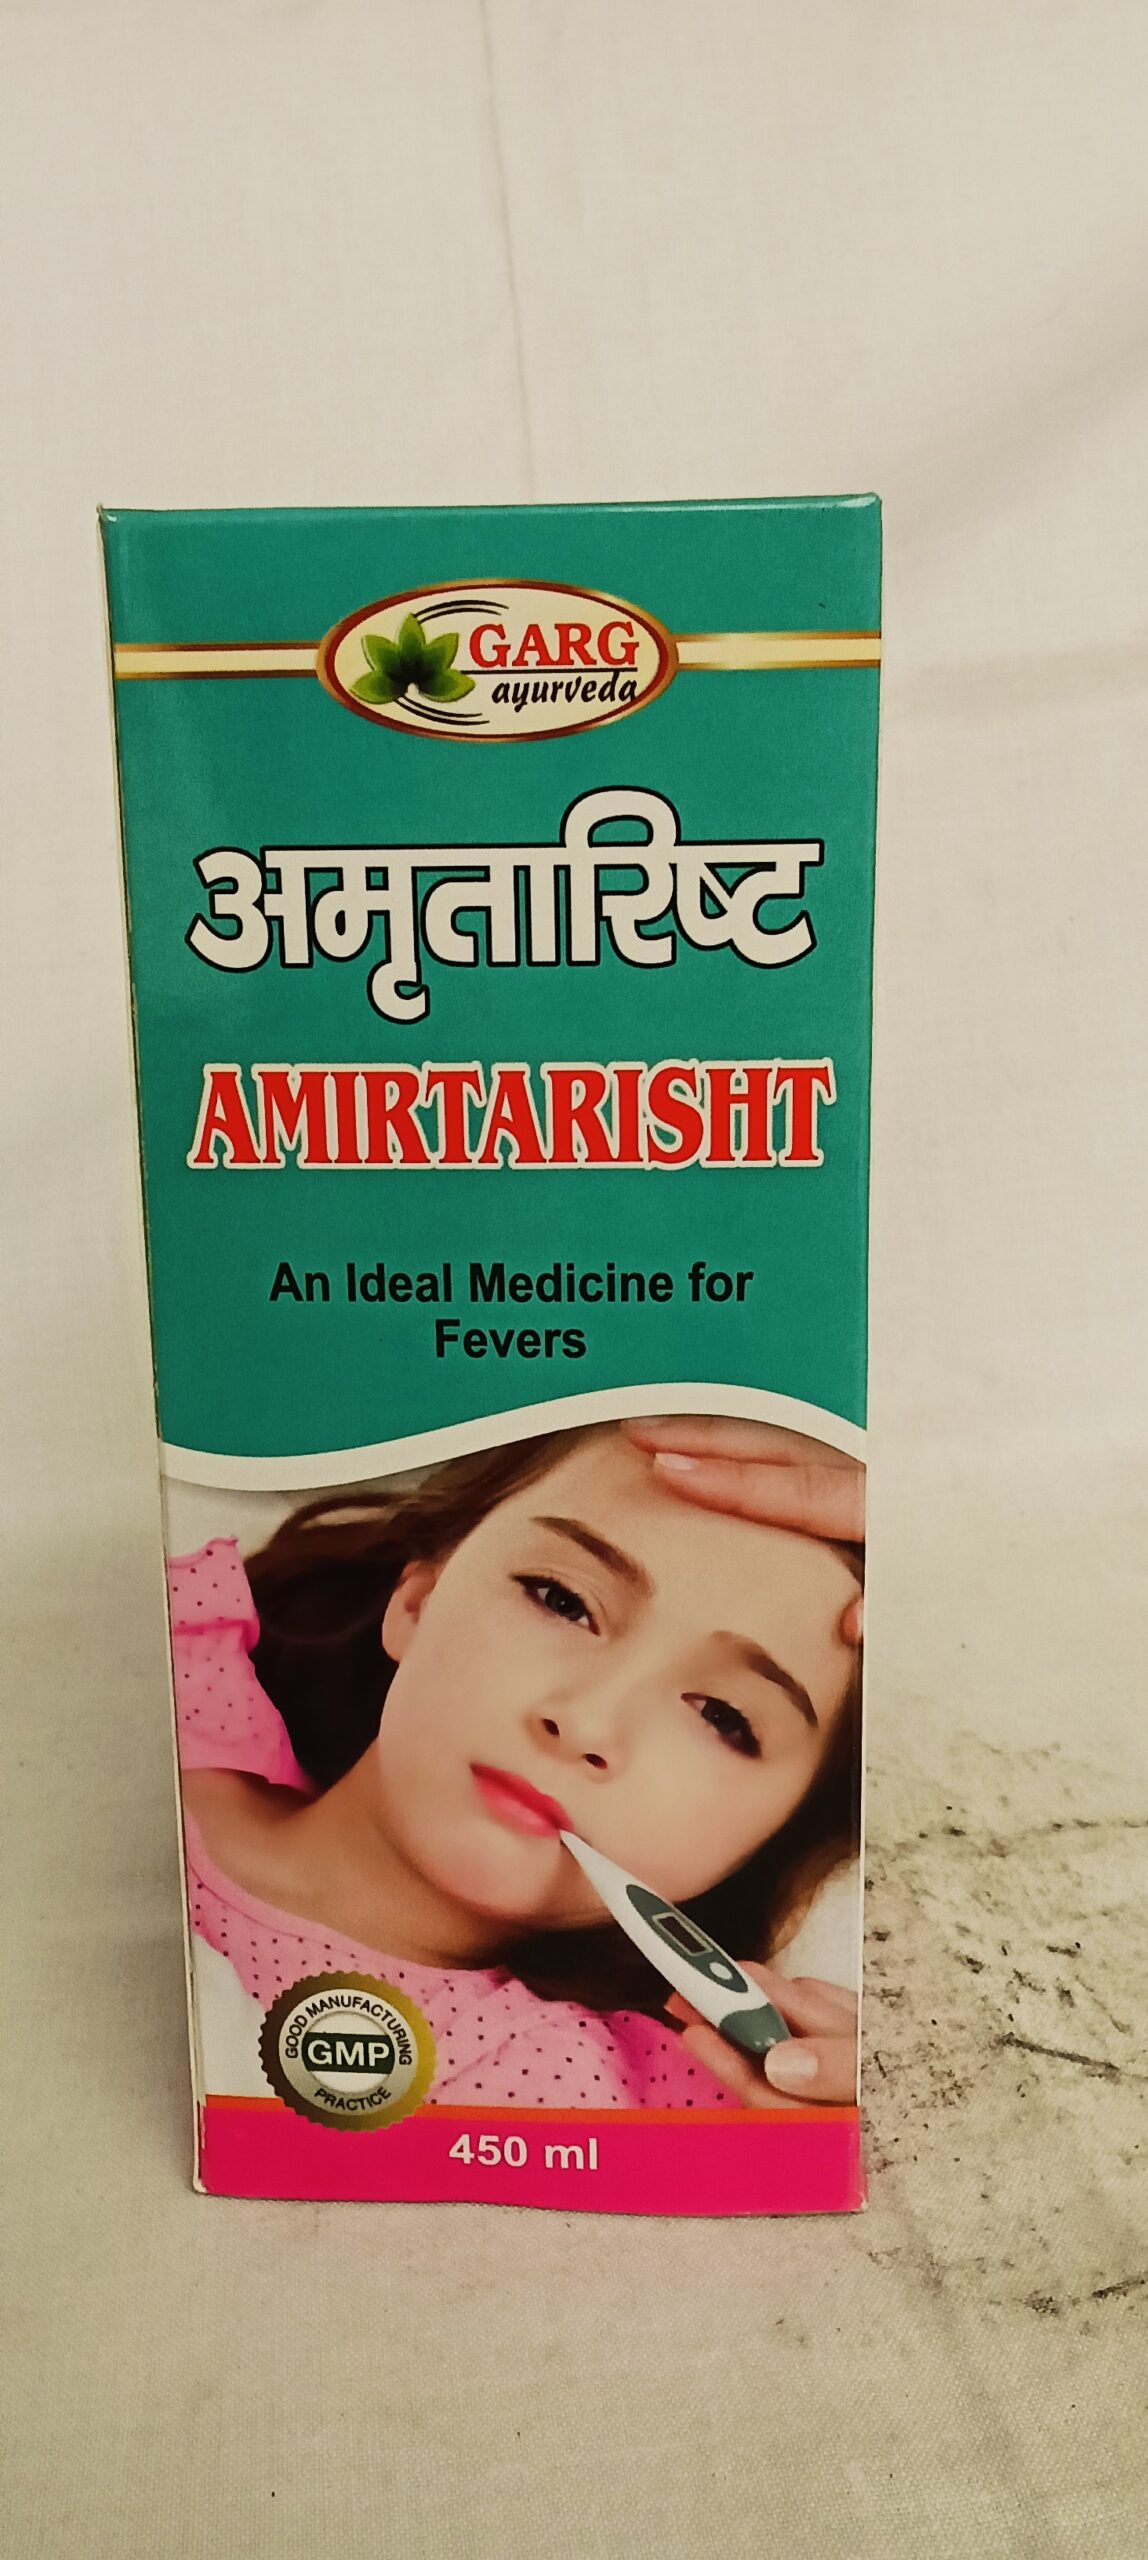 GARG
ayurveda
अमृतारिष्ट
AMIRTARISHT
An Ideal Medicine for
Fevers
GOOD MANUFACTURING
GMP
PRACTICE
450 ml